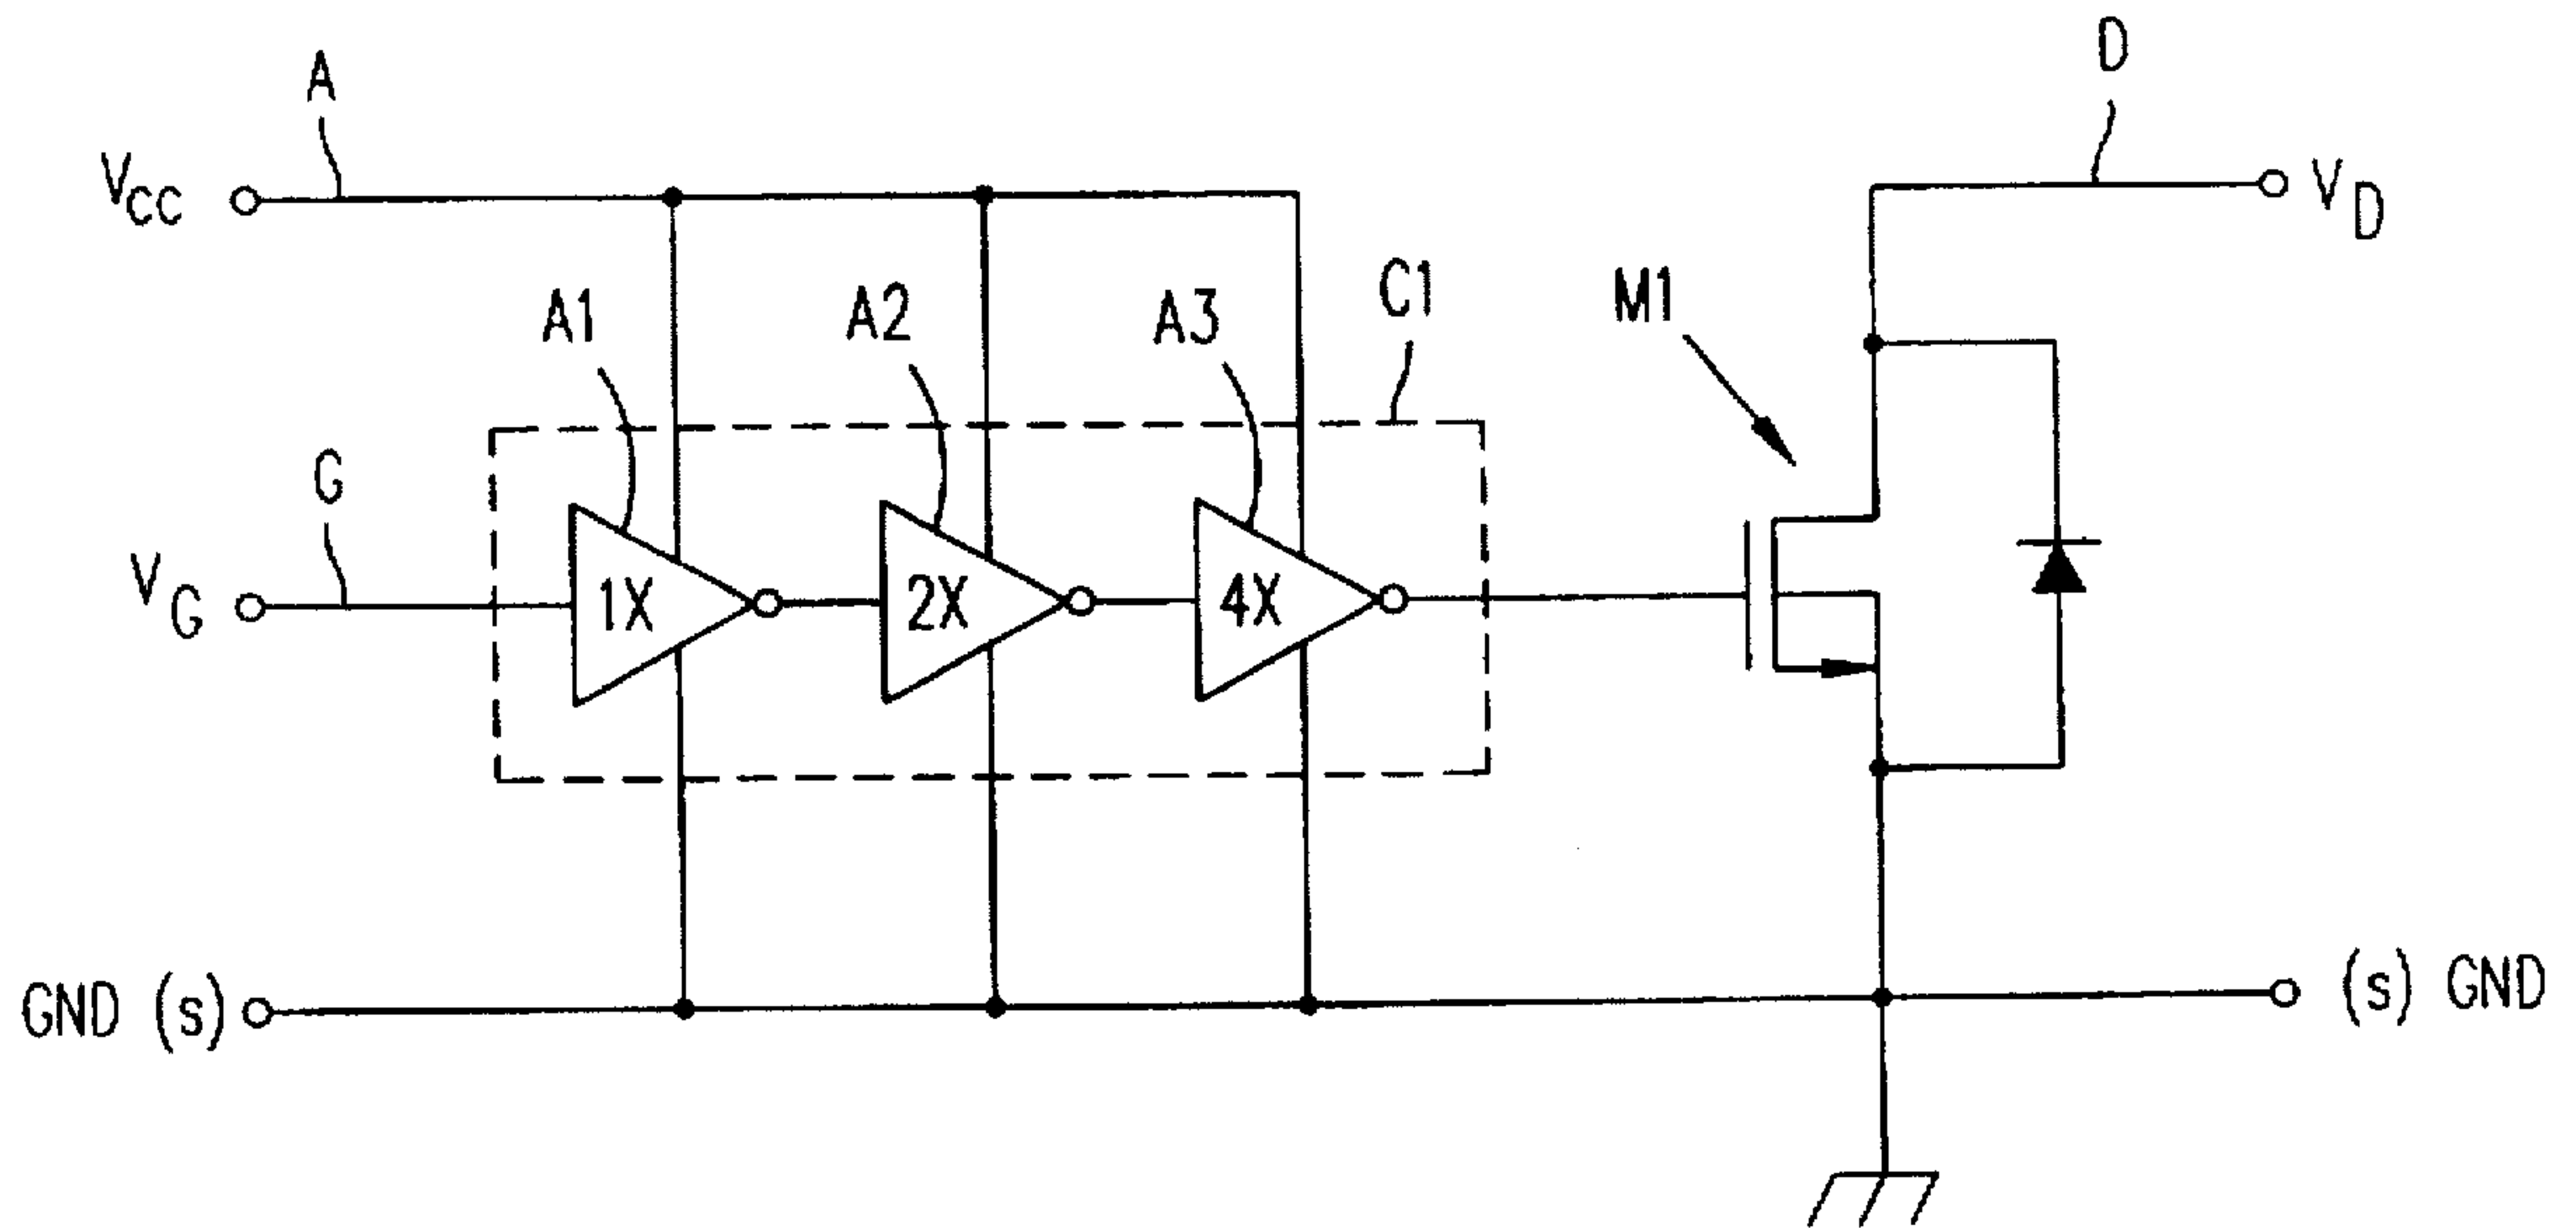 A
D
VCC
VD
A1
A2
A3
C1
M1
G
VG
1X
2X
4X
GND (s)
(s) GND